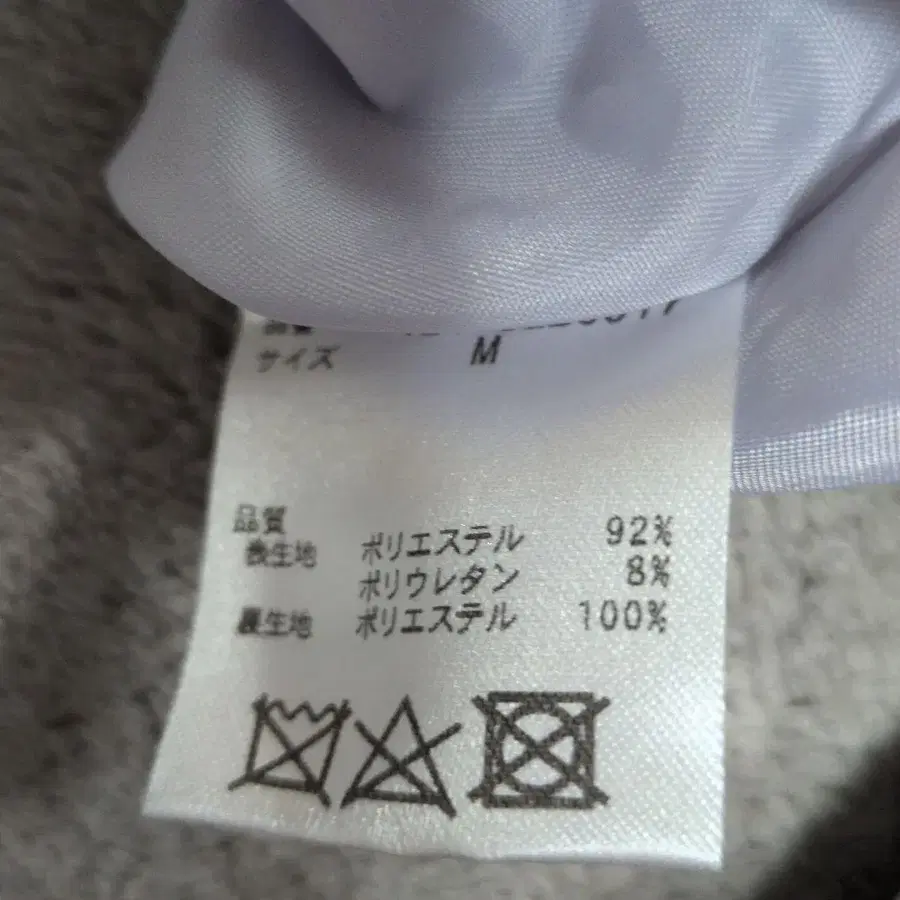 サイズ M
品質
表生地 ポリエステル 92%
ポリウレタン 8%
裏生地 ポリエステル 100%